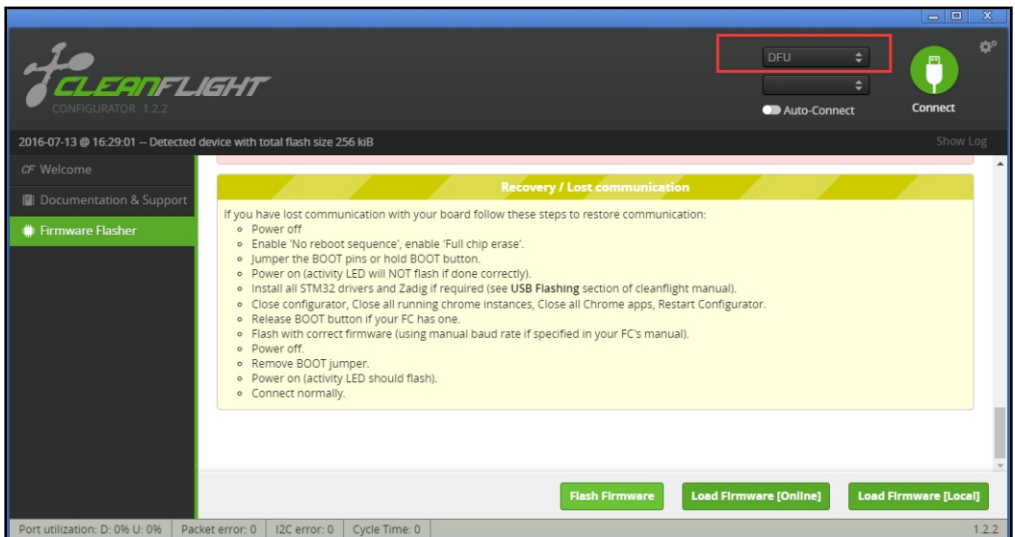 CLEANFLIGHT
CONFIGURATOR 1.2.2
DFU
Auto-Connect
Connect
2016-07-13 @ 16:29:01 -- Detected device with total flash size 256 kiB
Show Log
CF Welcome
Documentation & Support
Firmware Flasher
Recovery / Lost communication
If you have lost communication with your board follow these steps to restore communication:
Power off
Enable 'No reboot sequence', enable 'Full chip erase'.
Jumper the BOOT pins or hold BOOT button.
Power on (activity LED will NOT flash if done correctly).
Install all STM32 drivers and Zadig if required (see USB Flashing section of cleanflight manual).
Close configurator, Close all running chrome instances, Close all Chrome apps, Restart Configurator.
Release BOOT button if your FC has one.
Flash with correct firmware (using manual baud rate if specified in your FC's manual).
Power off.
Remove BOOT jumper.
Power on (activity LED should flash).
Connect normally.
Flash Firmware
Load Firmware [Online]
Load Firmware [Local]
Port utilization: D: 0% U: 0%
Packet error: 0
I2C error: 0
Cycle Time: 0
1.2.2